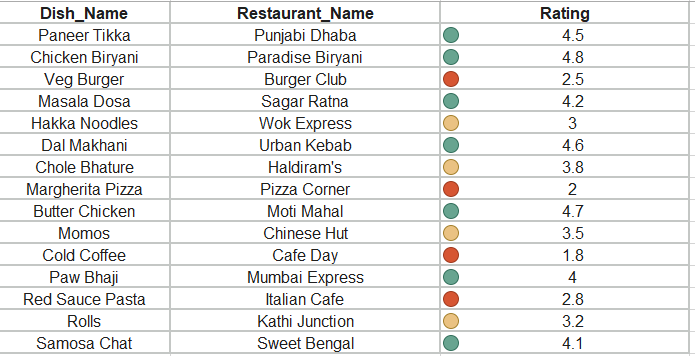 Dish_Name Restaurant_Name Rating
Paneer Tikka Punjabi Dhaba 4.5
Chicken Biryani Paradise Biryani 4.8
Veg Burger Burger Club 2.5
Masala Dosa Sagar Ratna 4.2
Hakka Noodles Wok Express 3
Dal Makhani Urban Kebab 4.6
Chole Bhature Haldiram's 3.8
Margherita Pizza Pizza Corner 2
Butter Chicken Moti Mahal 4.7
Momos Chinese Hut 3.5
Cold Coffee Cafe Day 1.8
Paw Bhaji Mumbai Express 4
Red Sauce Pasta Italian Cafe 2.8
Rolls Kathi Junction 3.2
Samosa Chat Sweet Bengal 4.1